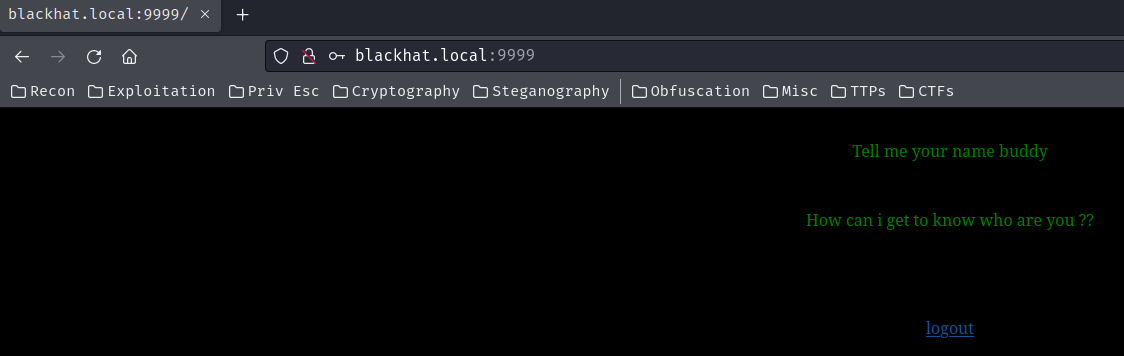 blackhat.local:9999/
blackhat.local:9999
Recon Exploitation Priv Esc Cryptography Steganography Obfuscation Misc TTPs CTFs
Tell me your name buddy
How can i get to know who are you ??
logout